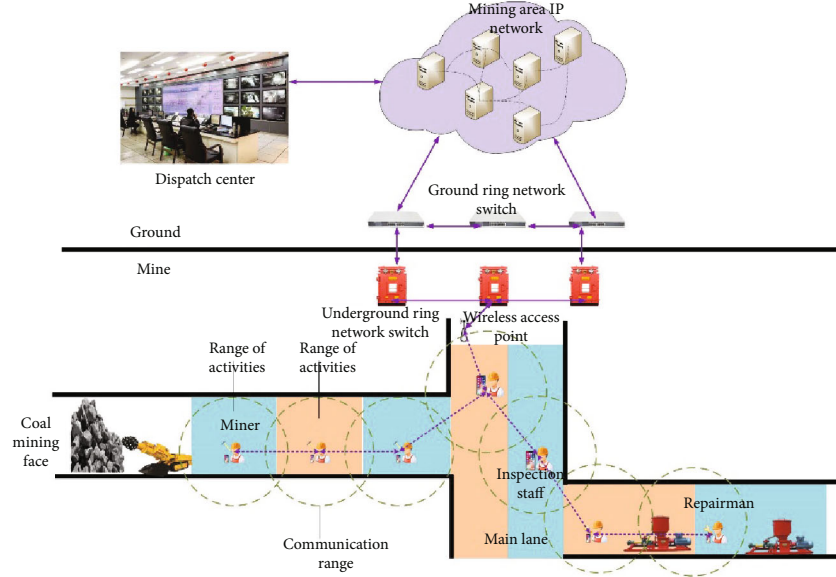 Mining area IP
network
Dispatch center
Ground ring network
switch
Ground
Mine
Underground ring
network switch
Wireless access
point
Range of
activities
Range of
activities
Coal
mining
face
Miner
Inspection
staff
Repairman
Main lane
Communication
range